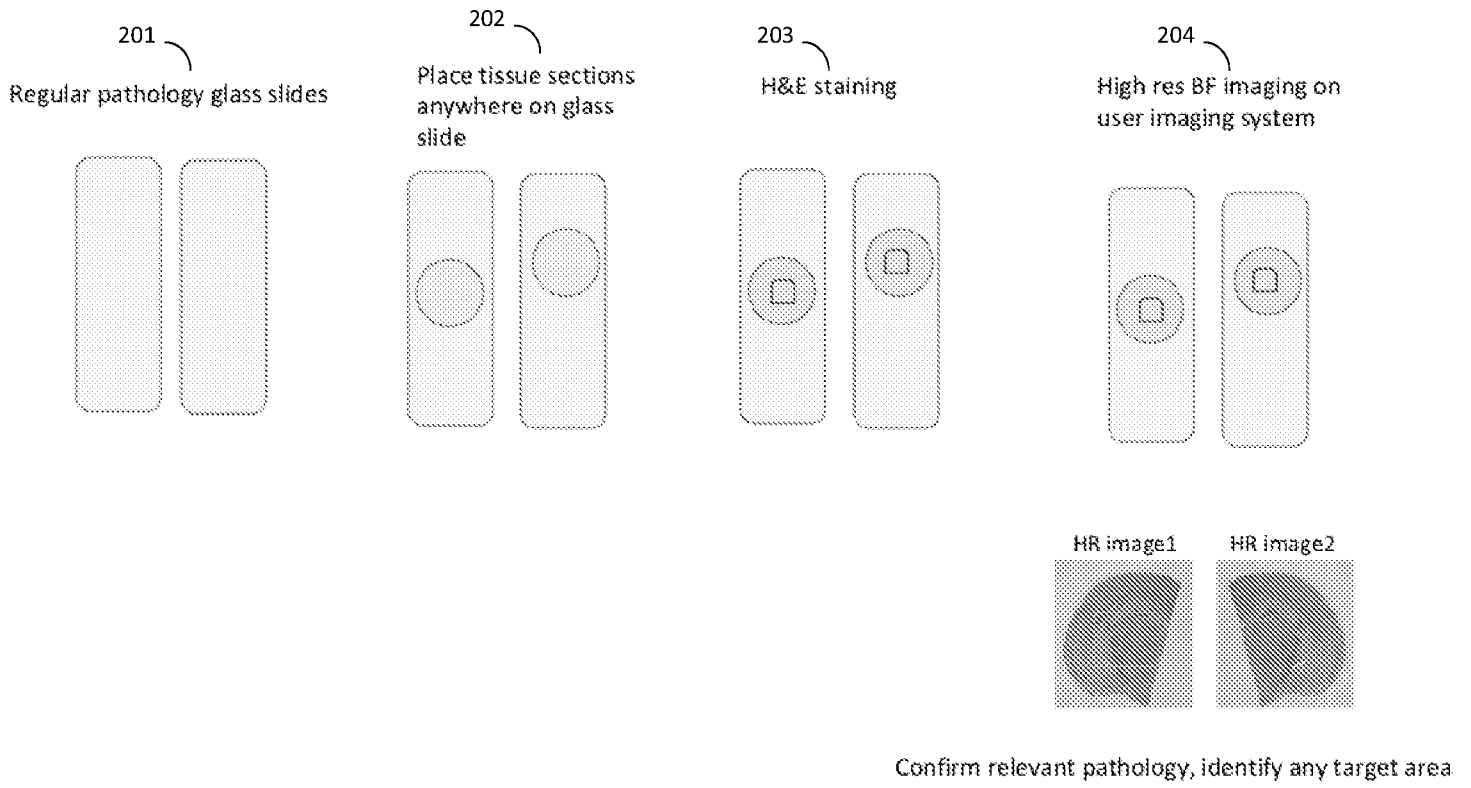 201
Regular pathology glass slides
202
Place tissue sections
anywhere on glass
slide
203
H&E staining
204
High res BF imaging on
user imaging system
HR image1
HR image2
Confirm relevant pathology, identify any target area